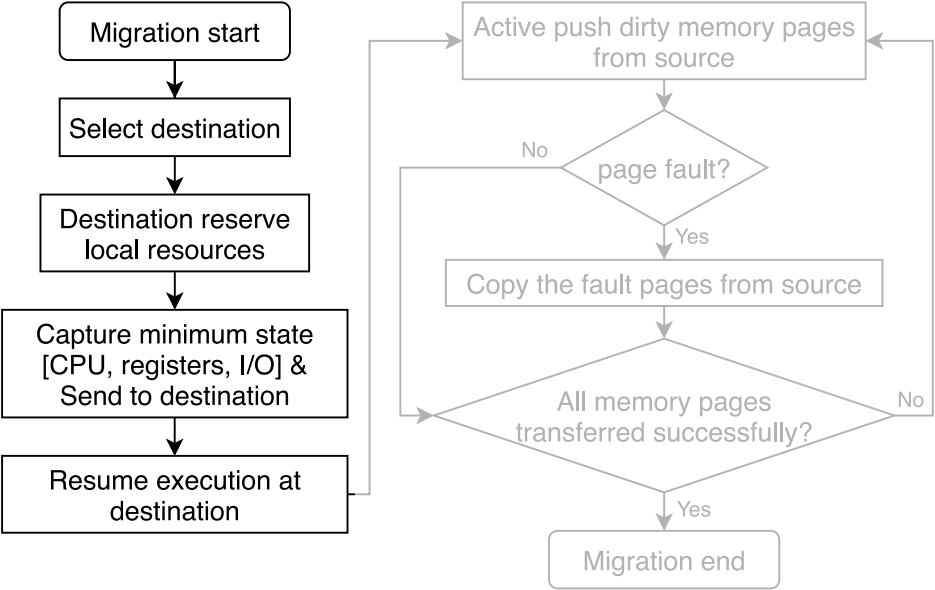 Migration start
Select destination
Destination reserve
local resources
Capture minimum state
[CPU, registers, I/O] &
Send to destination
Resume execution at
destination
Active push dirty memory pages
from source
page fault?
No
Yes
Copy the fault pages from source
All memory pages
transferred successfully?
No
Yes
Migration end